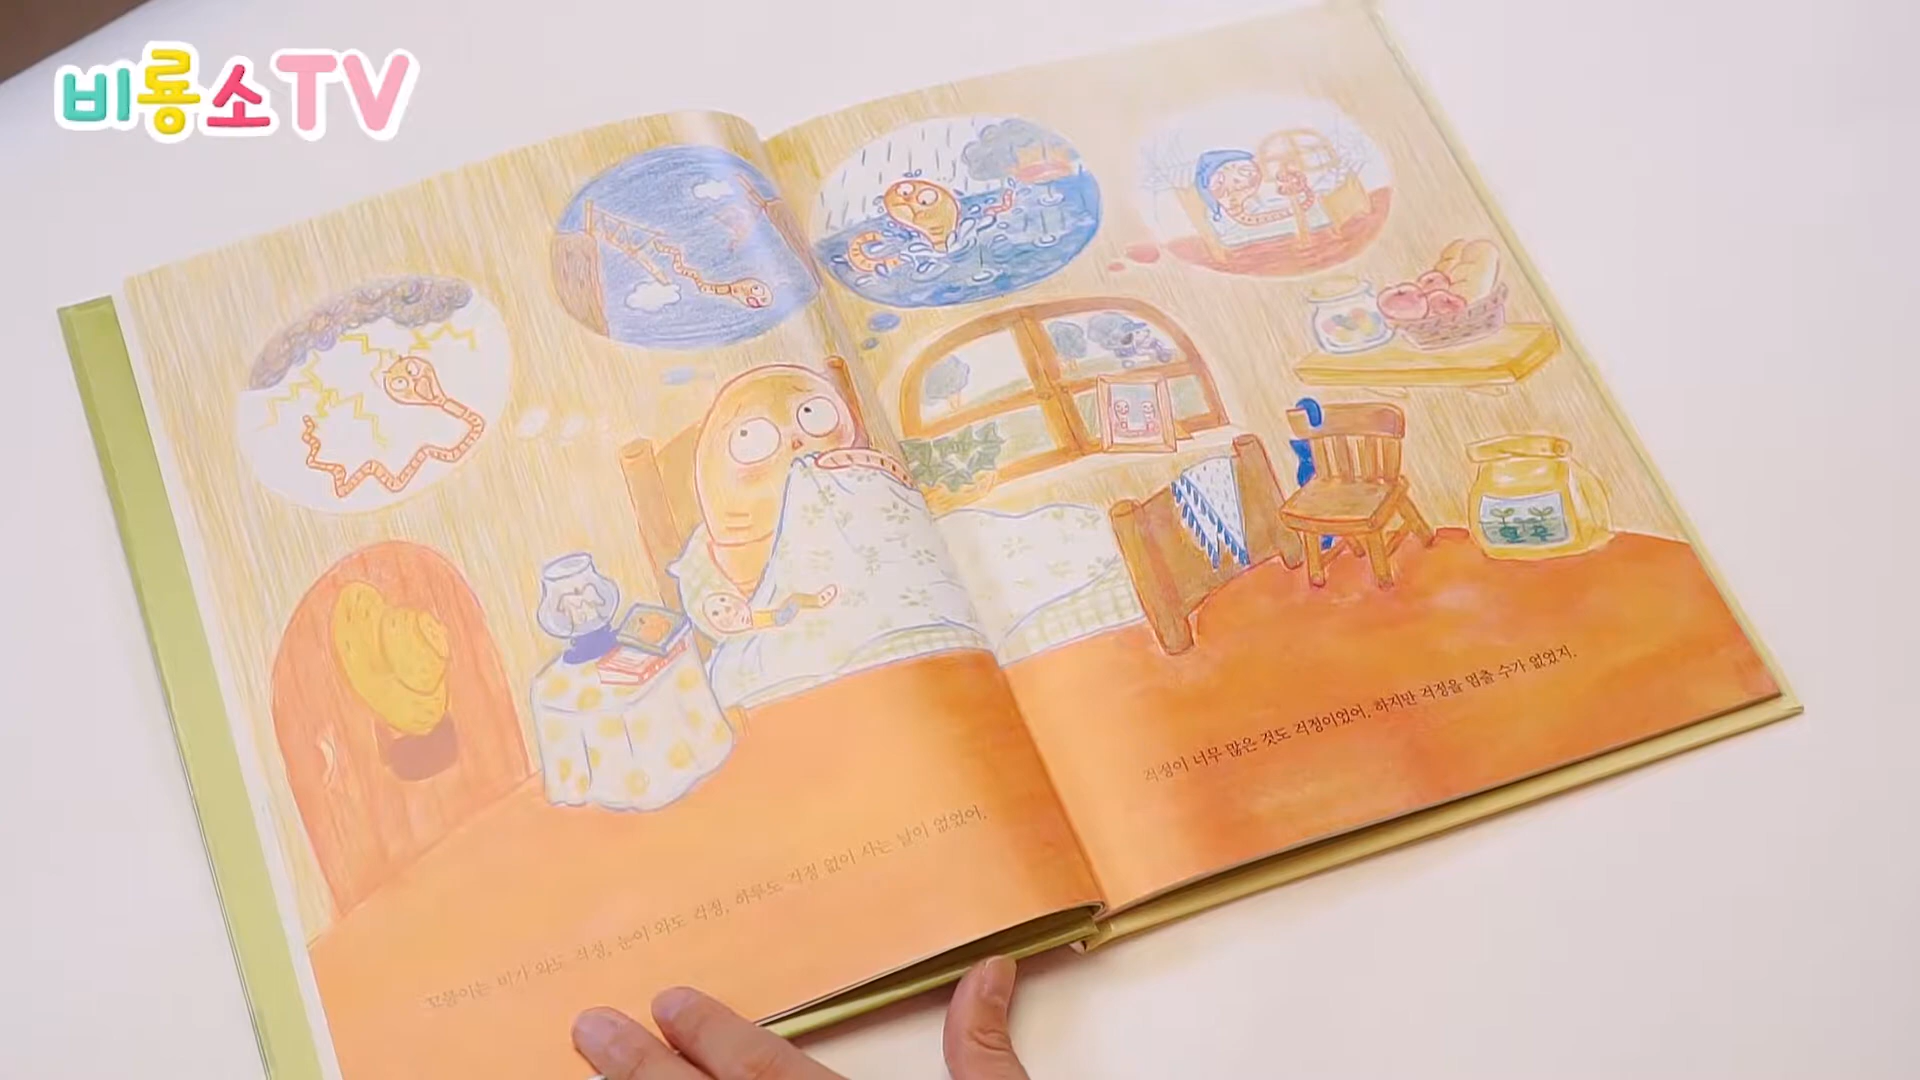 비룡소TV
꼬물이는 비가 와도 걱정, 눈이 와도 걱정, 하루도 걱정 없이 사는 날이 없었어.
걱정이 너무 많은 것도 걱정이었어. 하지만 걱정을 멈출 수가 없었지.